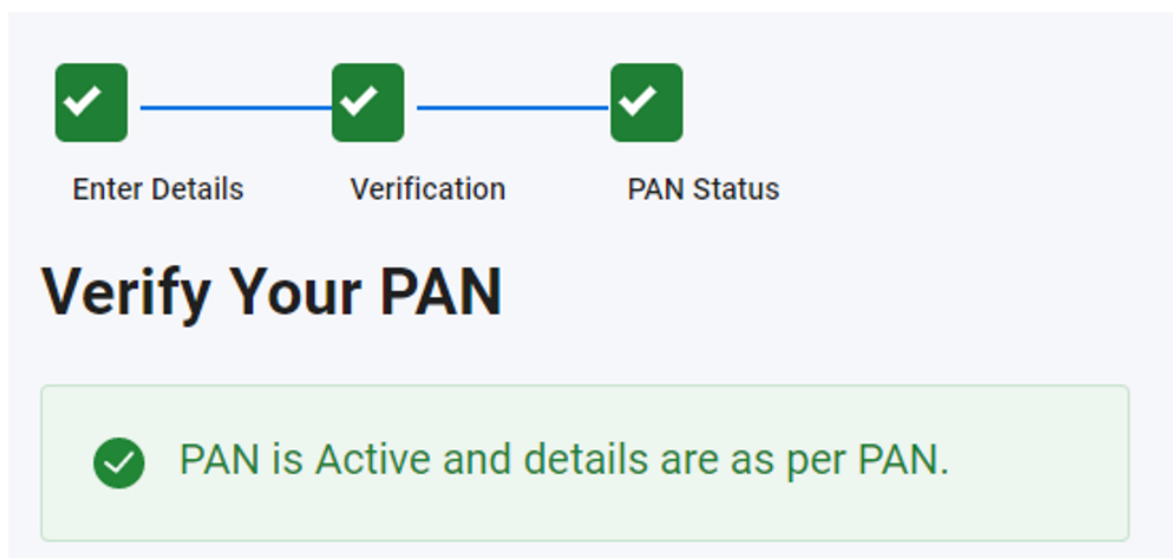 Enter Details
Verification
PAN Status
Verify Your PAN
PAN is Active and details are as per PAN.